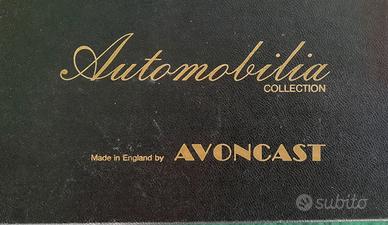 Automobilia
COLLECTION
Made in England by AVONCAST
subito